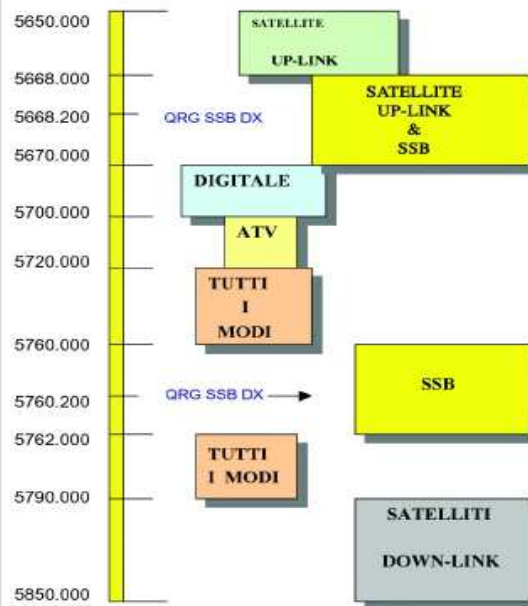 5650.000
SATELLITE
UP-LINK
5668.000
SATELLITE
UP-LINK
&
SSB
5668.200
QRG SSB DX
5670.000
DIGITALE
5700.000
ATV
5720.000
TUTTI
I
MODI
5760.000
SSB
5760.200
QRG SSB DX
5762.000
TUTTI
I MODI
5790.000
SATELLITI
DOWN-LINK
5850.000